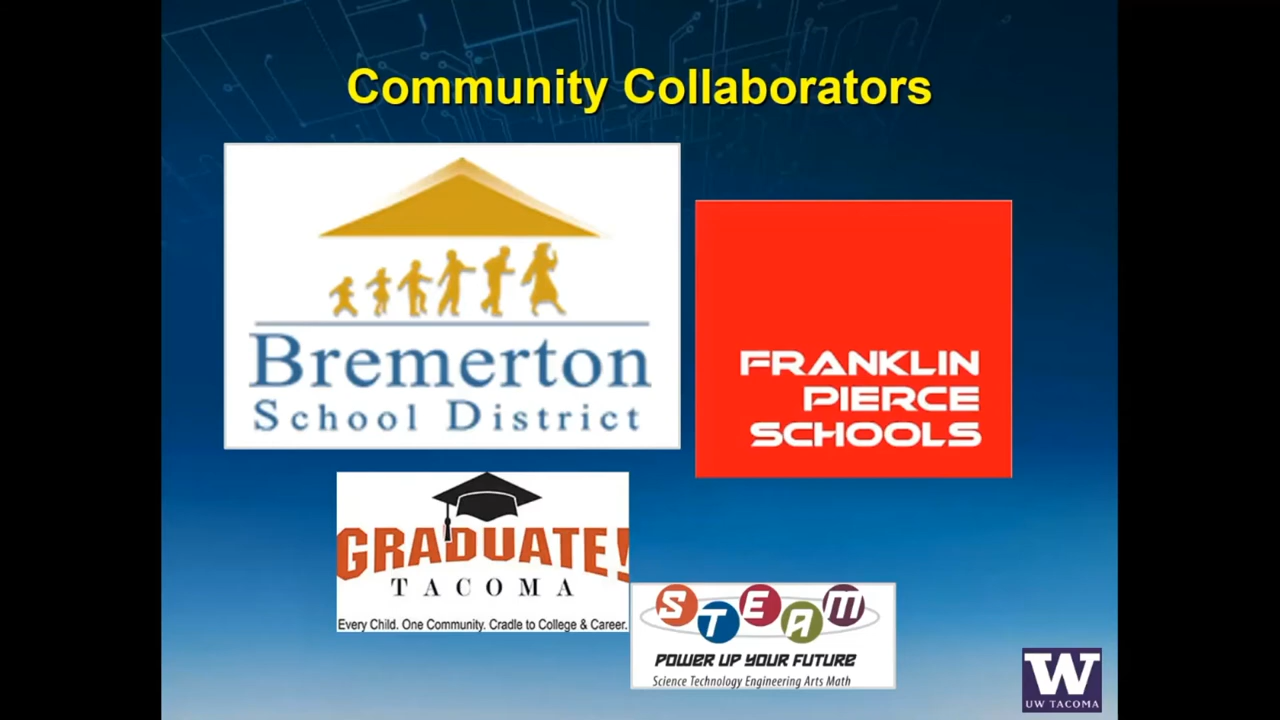 Community Collaborators
Bremerton
School District
FRANKLIN
PIERCE
SCHOOLS
GRADUATE!
TACOMA
Every Child. One Community. Cradle to College & Career.
STEAM
POWER UP YOUR FUTURE
Science Technology Engineering Arts Math
W
UW TACOMA